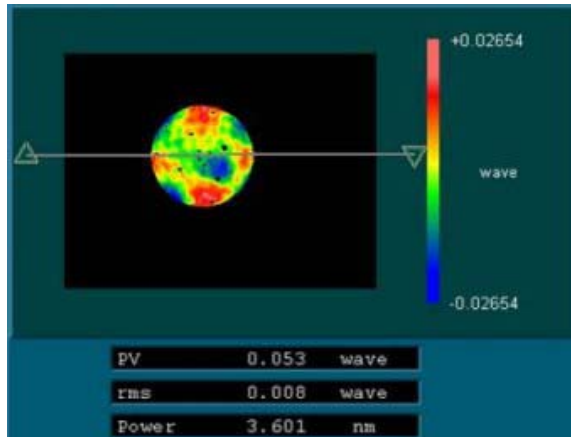 +0.02654
wave
-0.02654
PV 0.053 wave
rms 0.008 wave
Power 3.601 nm